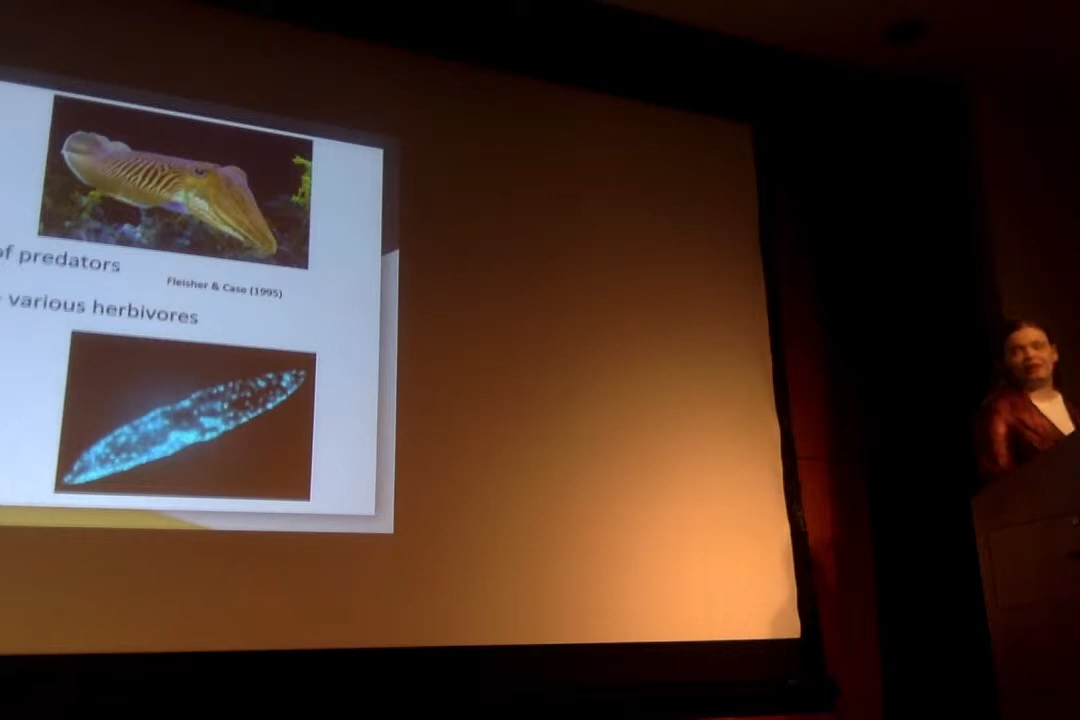 of predators
Fleisher & Case (1995)
various herbivores